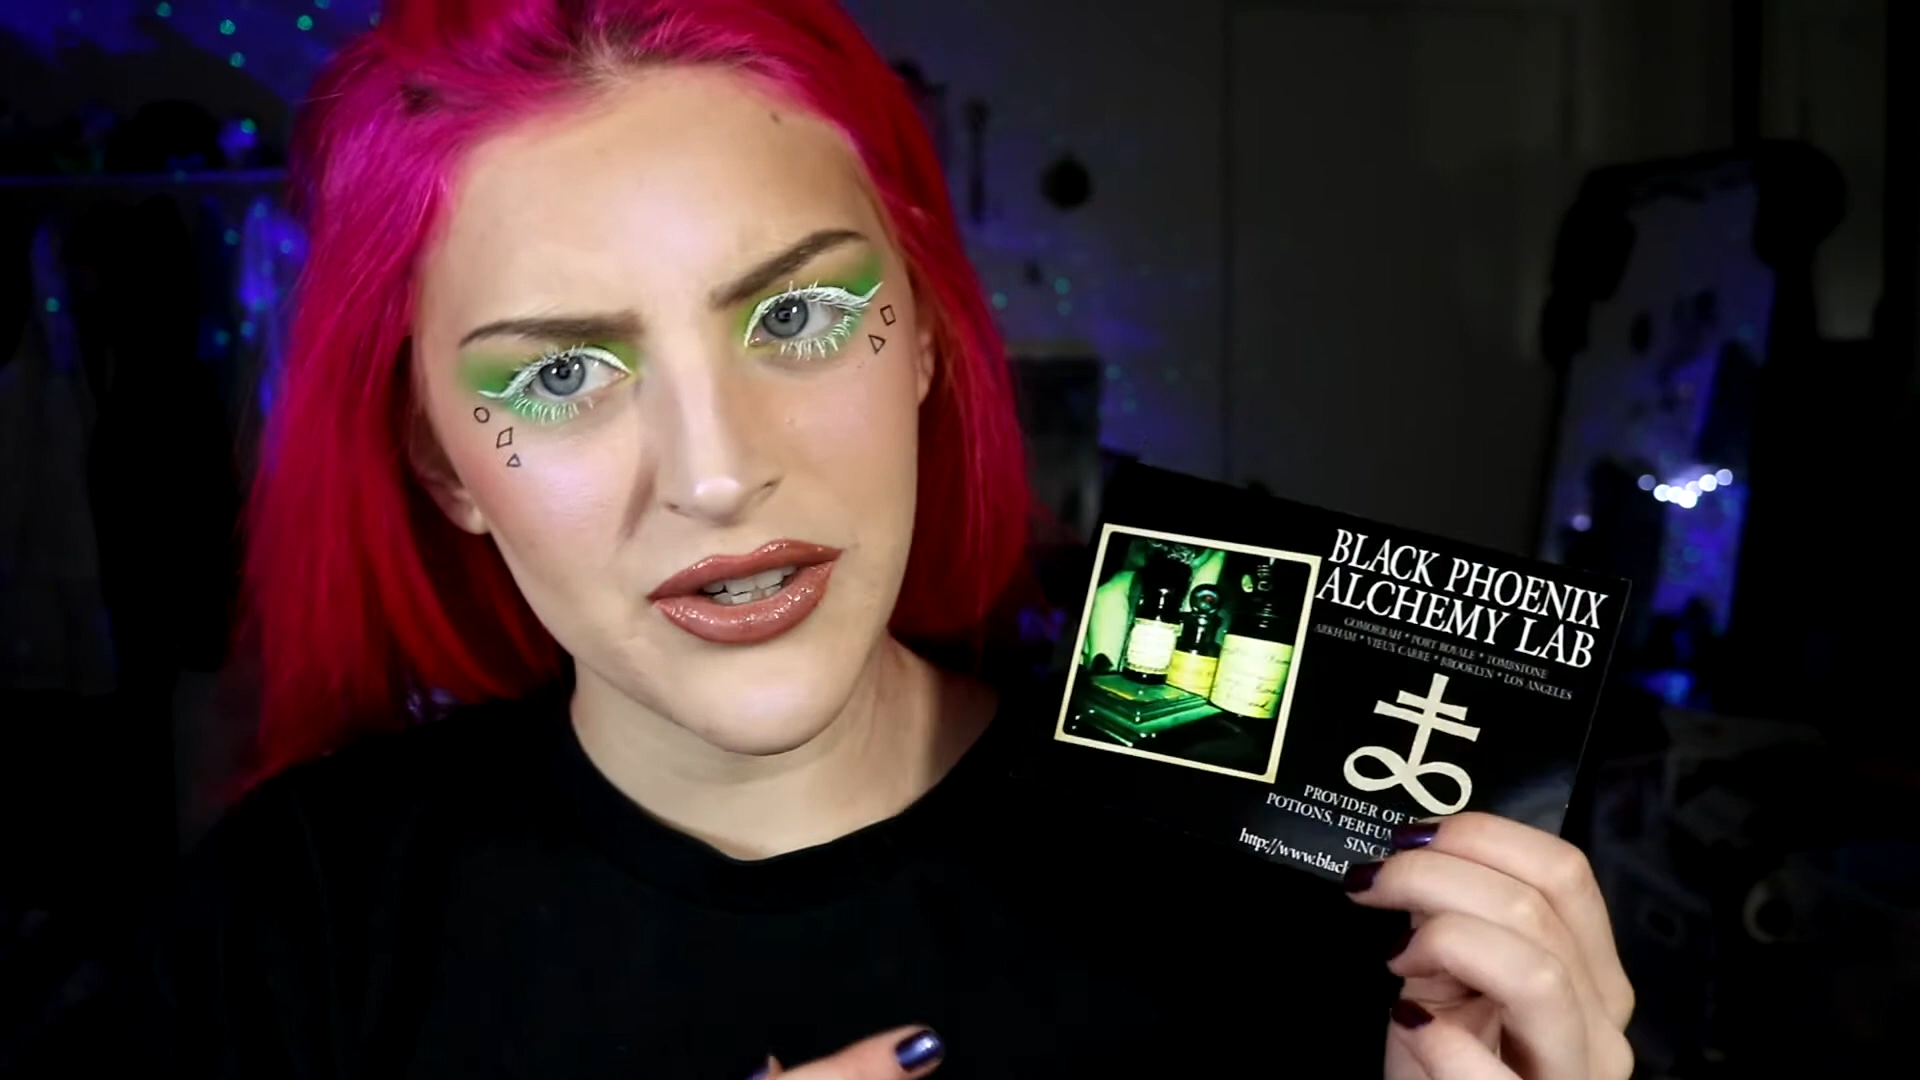 BLACK PHOENIX
ALCHEMY LAB
GOMORRAH * PORT ROYALE * TOMBSTONE
ARKHAM * VIEUX CARRE * BROOKLYN * LOS ANGELES
PROVIDER OF
POTIONS, PERFU
SINCE
http://www.black